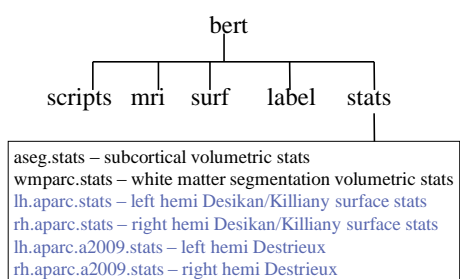 bert
scripts mri surf label stats
aseg.stats – subcortical volumetric stats
wmparc.stats – white matter segmentation volumetric stats
lh.aparc.stats – left hemi Desikan/Killiany surface stats
rh.aparc.stats – right hemi Desikan/Killiany surface stats
lh.aparc.a2009.stats – left hemi Destrieux
rh.aparc.a2009.stats – right hemi Destrieux